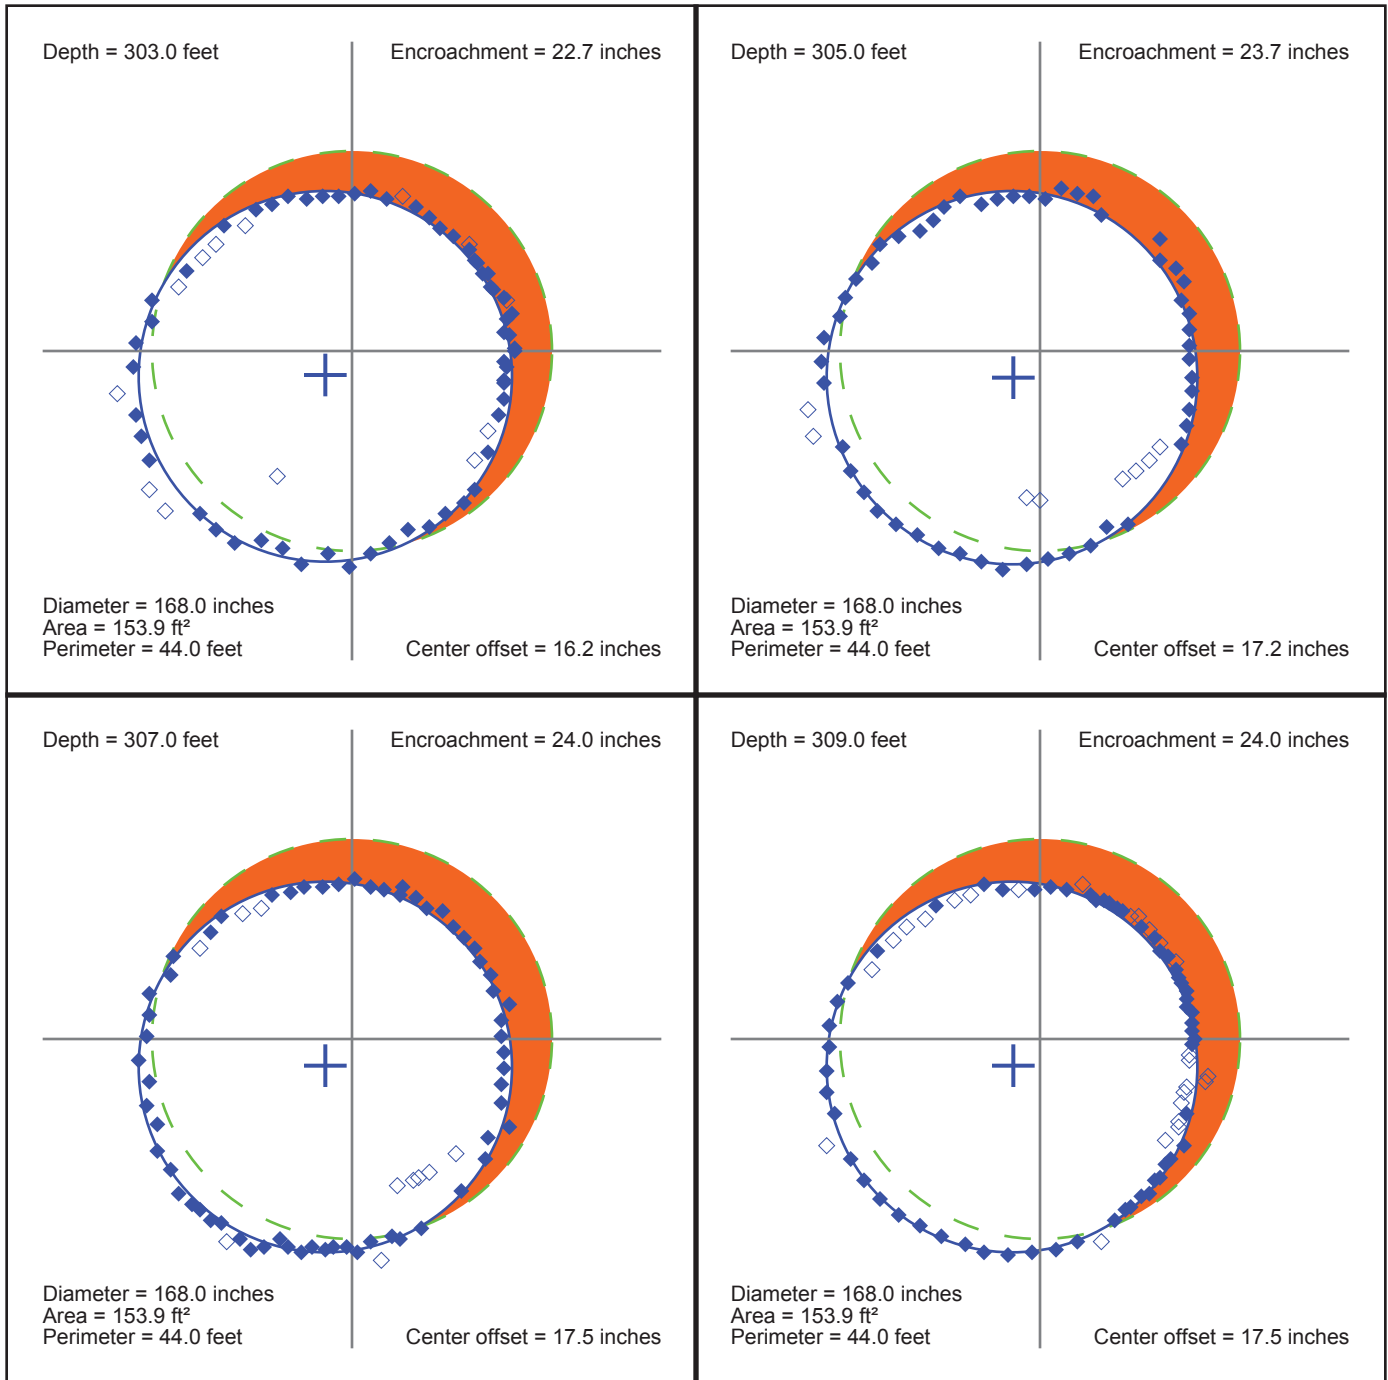 Depth = 303.0 feet
Encroachment = 22.7 inches
Diameter = 168.0 inches
Area = 153.9 ft²
Perimeter = 44.0 feet
Center offset = 16.2 inches
Depth = 305.0 feet
Encroachment = 23.7 inches
Diameter = 168.0 inches
Area = 153.9 ft²
Perimeter = 44.0 feet
Center offset = 17.2 inches
Depth = 307.0 feet
Encroachment = 24.0 inches
Diameter = 168.0 inches
Area = 153.9 ft²
Perimeter = 44.0 feet
Center offset = 17.5 inches
Depth = 309.0 feet
Encroachment = 24.0 inches
Diameter = 168.0 inches
Area = 153.9 ft²
Perimeter = 44.0 feet
Center offset = 17.5 inches